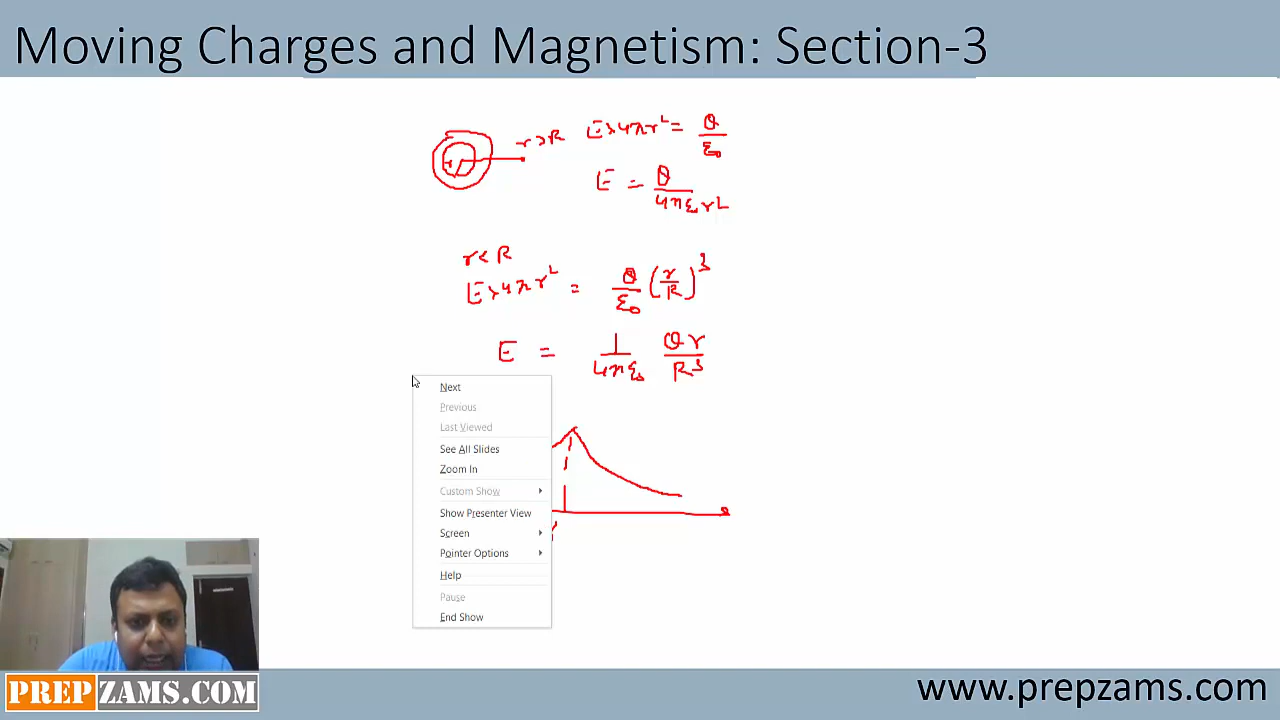 Moving Charges and Magnetism: Section-3
r>R E×4πr²= Q/ε₀
r
E = Q/4πε₀r²
r<R
E×4πr² = Q/ε₀ (r/R)³
E = 1/4πε₀ Qr/R³
Next
Previous
Last Viewed
See All Slides
Zoom In
Custom Show
Show Presenter View
Screen
Pointer Options
Help
Pause
End Show
PREPZAMS.COM
www.prepzams.com